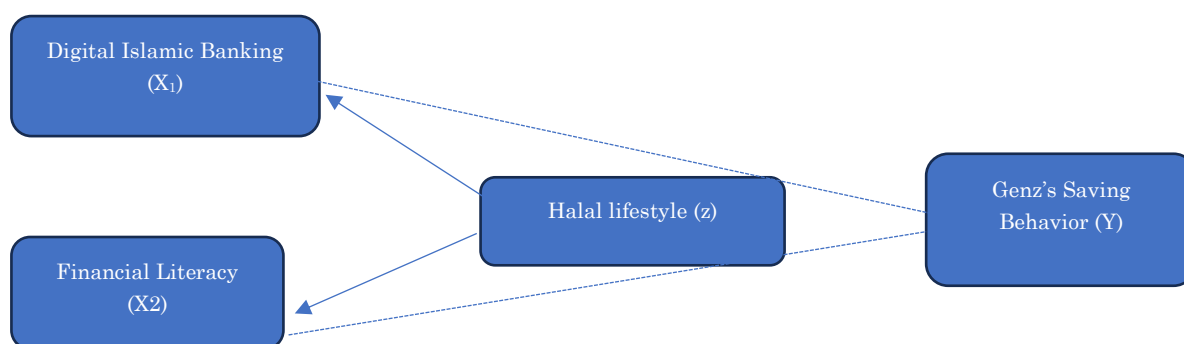 Digital Islamic Banking
(X₁)
Halal lifestyle (z)
Genz’s Saving
Behavior (Y)
Financial Literacy
(X2)